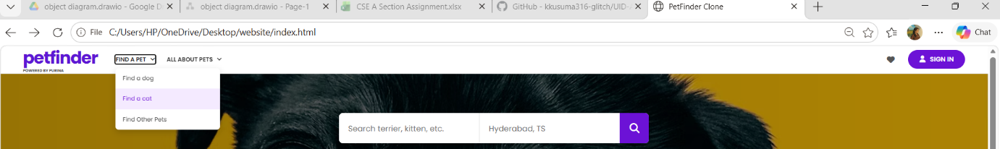 object diagram.drawio - Google D
object diagram.drawio - Page-1
CSE A Section Assignment.xlsx
GitHub - kkusuma316-glitch/UID-
PetFinder Clone
File
C:/Users/HP/OneDrive/Desktop/website/index.html
Chat
petfinder
POWERED BY PURINA
FIND A PET
ALL ABOUT PETS
SIGN IN
Find a dog
Find a cat
Find Other Pets
Search terrier, kitten, etc.
Hyderabad, TS